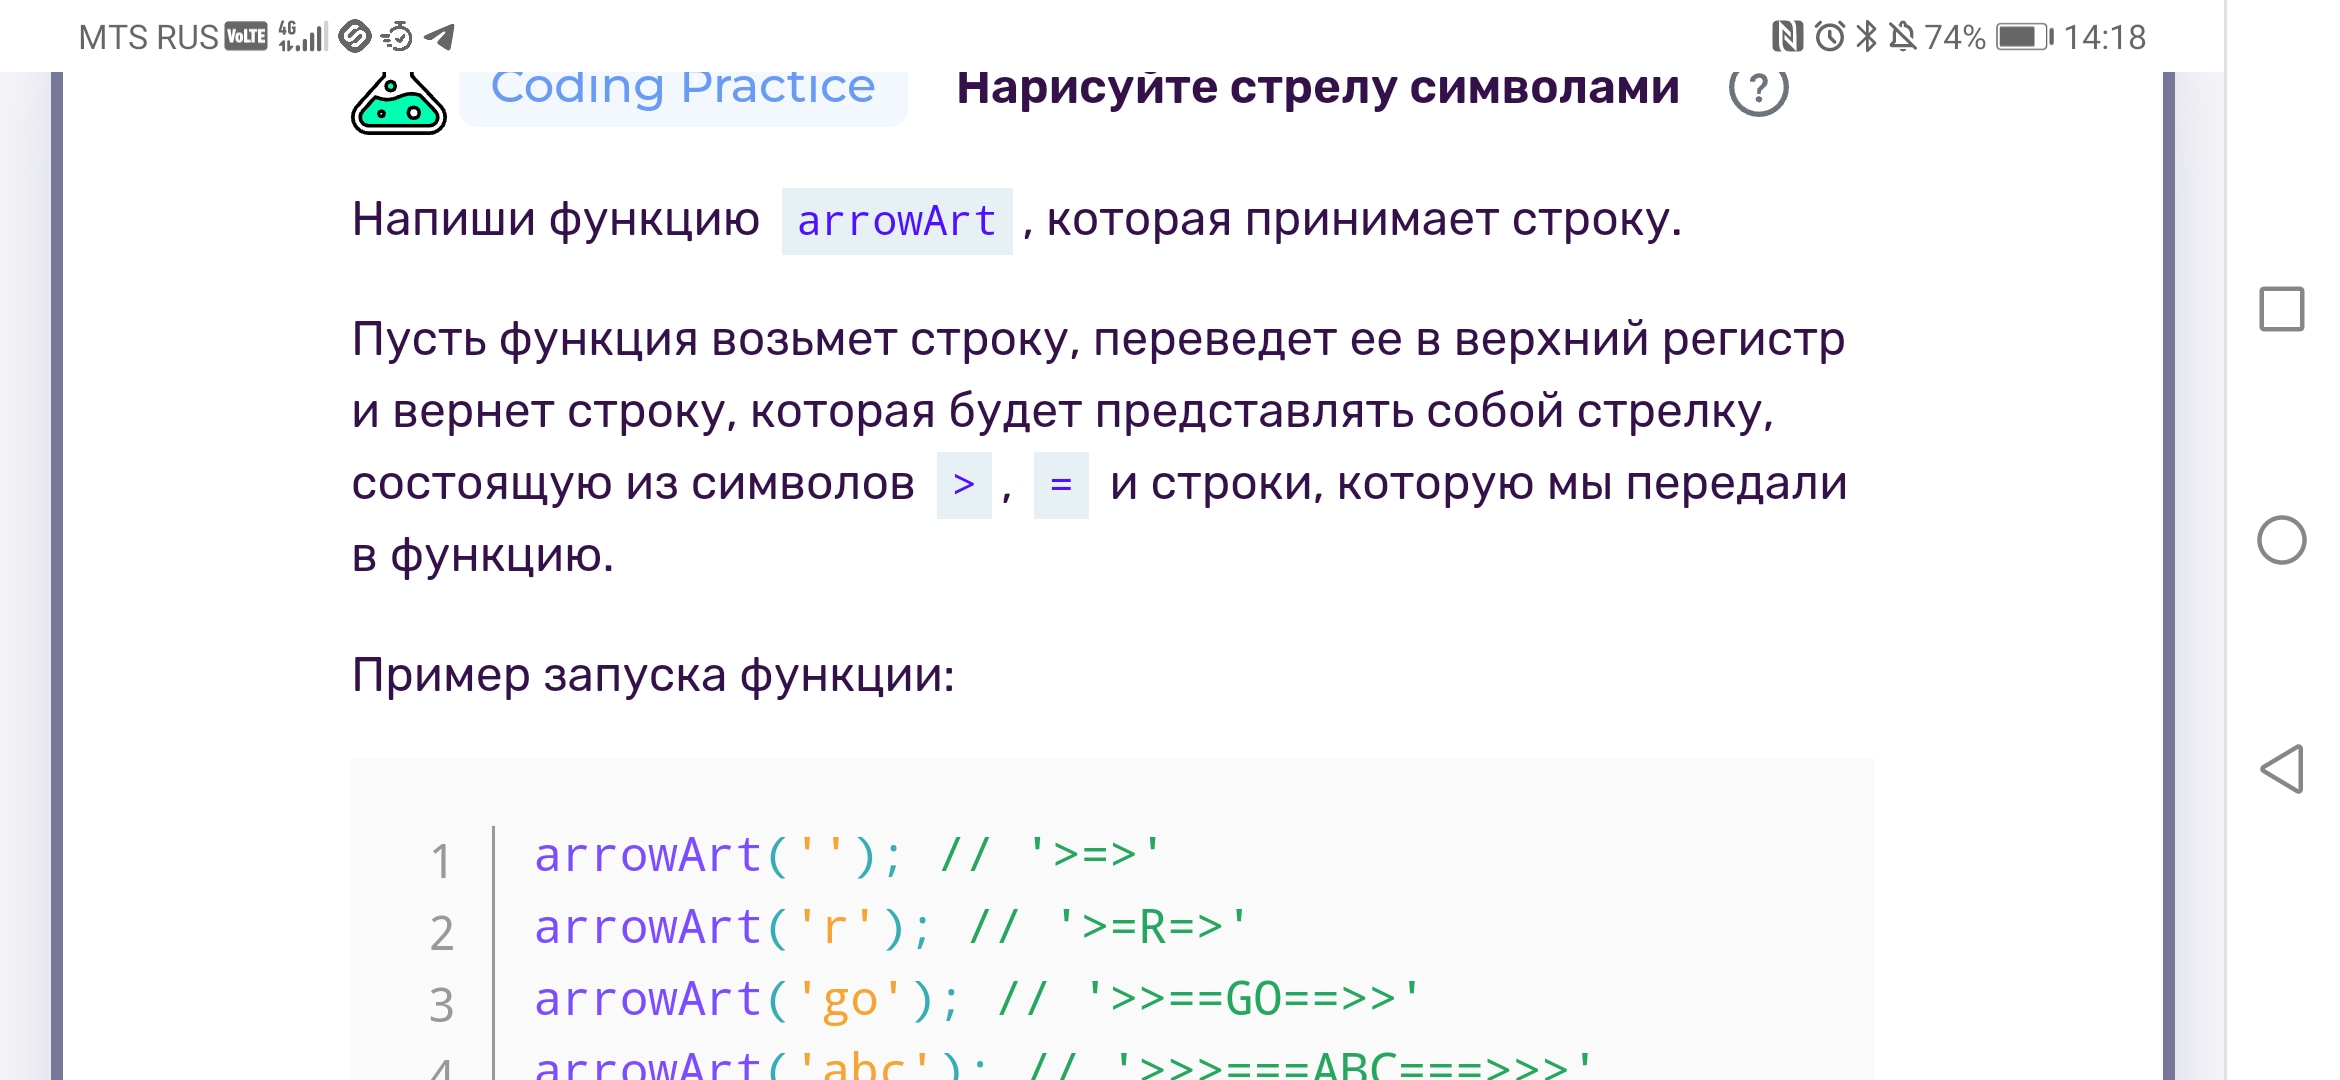 MTS RUS VoLTE 4G 74% 14:18
Coding Practice Нарисуйте стрелу символами ?
Напиши функцию arrowArt , которая принимает строку.
Пусть функция возьмет строку, переведет ее в верхний регистр
и вернет строку, которая будет представлять собой стрелку,
состоящую из символов > , = и строки, которую мы передали
в функцию.
Пример запуска функции:
1 arrowArt(''); // '>=>'
2 arrowArt('r'); // '>=R=>'
3 arrowArt('go'); // '>>==GO==>>'
4 arrowArt('abc'); // '>>>===ABC===>>>'